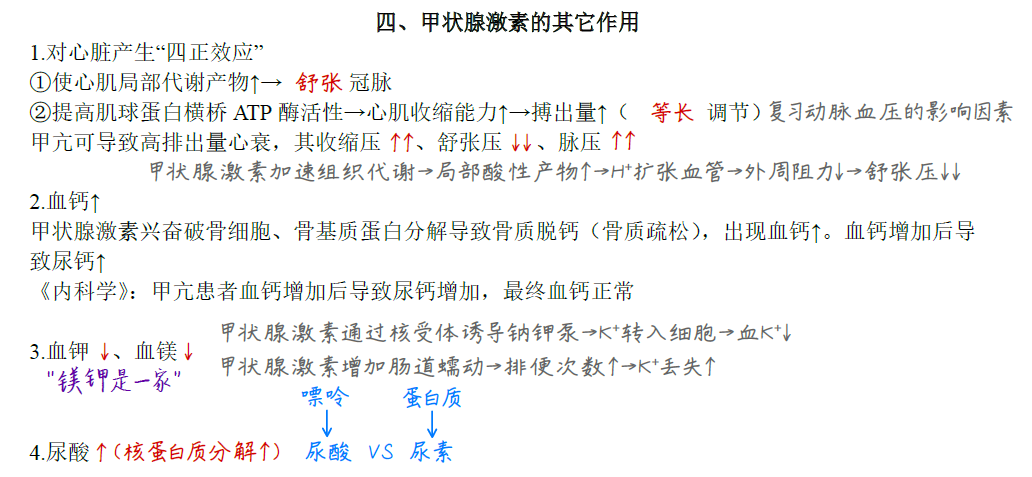 四、甲状腺激素的其它作用
1.对心脏产生“四正效应”
①使心肌局部代谢产物↑→ 舒张 冠脉
②提高肌球蛋白横桥 ATP 酶活性→心肌收缩能力↑→搏出量↑（ 等长 调节）复习动脉血压的影响因素
甲亢可导致高排出量心衰，其收缩压 ↑↑、舒张压 ↓↓、脉压 ↑↑
甲状腺激素加速组织代谢→局部酸性产物↑→H⁺扩张血管→外周阻力↓→舒张压↓↓
2.血钙↑
甲状腺激素兴奋破骨细胞、骨基质蛋白分解导致骨质脱钙（骨质疏松），出现血钙↑。血钙增加后导
致尿钙↑
《内科学》：甲亢患者血钙增加后导致尿钙增加，最终血钙正常
甲状腺激素通过核受体诱导钠钾泵→K⁺转入细胞→血K⁺↓
3.血钾 ↓、血镁 ↓
甲状腺激素增加肠道蠕动→排便次数↑→K⁺丢失↑
"镁钾是一家"
嘌呤 蛋白质
↓ ↓
4.尿酸 ↑（核蛋白质分解↑） 尿酸 VS 尿素